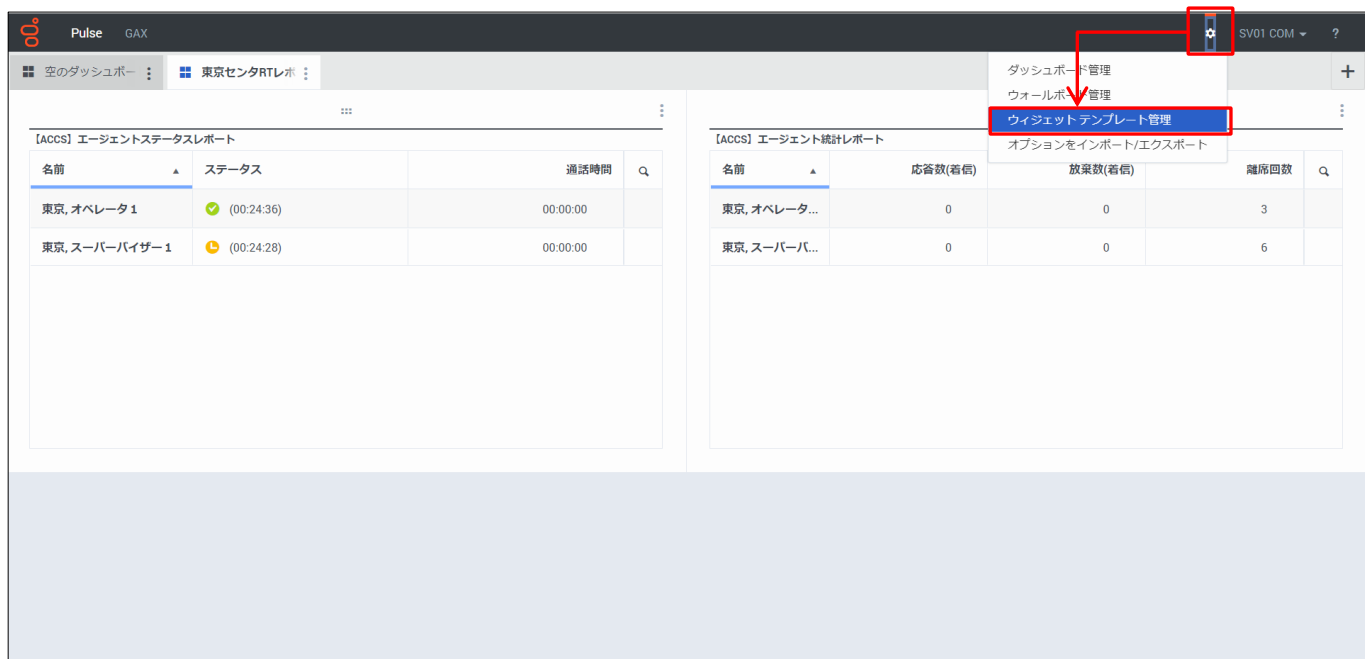 Pulse GAX SV01 COM ?
空のダッシュボー 東京センタRTレポ +
ダッシュボード管理
ウォールボード管理
ウィジェット テンプレート管理
オプションをインポート/エクスポート
【ACCS】エージェントステータスレポート
名前 ステータス 通話時間
東京, オペレータ 1 (00:24:36) 00:00:00
東京, スーパーバイザー 1 (00:24:28) 00:00:00
【ACCS】エージェント統計レポート
名前 応答数(着信) 放棄数(着信) 離席回数
東京, オペレータ... 0 0 3
東京, スーパーバ... 0 0 6